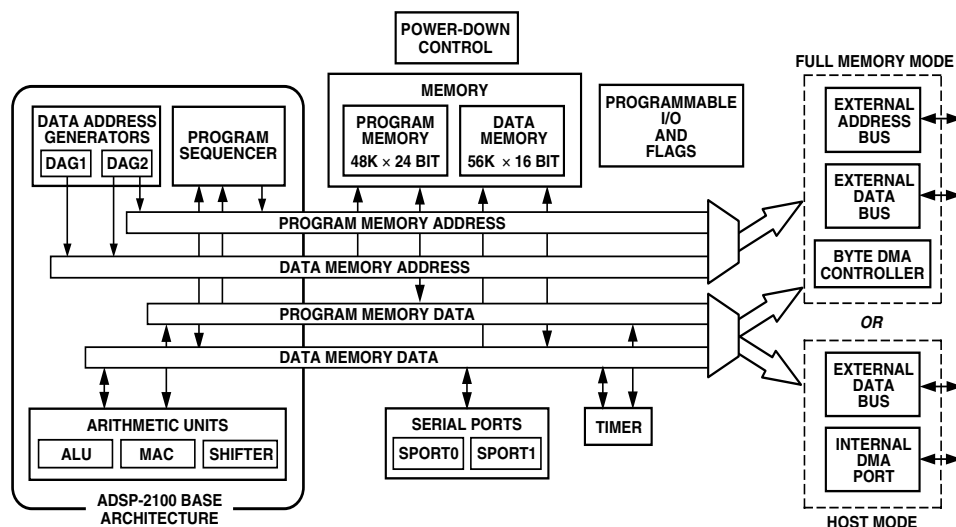 POWER-DOWN
CONTROL
FULL MEMORY MODE
MEMORY
PROGRAM
MEMORY
48K × 24 BIT
DATA
MEMORY
56K × 16 BIT
PROGRAMMABLE
I/O
AND
FLAGS
EXTERNAL
ADDRESS
BUS
DATA ADDRESS
GENERATORS
DAG1
DAG2
PROGRAM
SEQUENCER
EXTERNAL
DATA
BUS
PROGRAM MEMORY ADDRESS
DATA MEMORY ADDRESS
BYTE DMA
CONTROLLER
PROGRAM MEMORY DATA
OR
DATA MEMORY DATA
EXTERNAL
DATA
BUS
ARITHMETIC UNITS
ALU
MAC
SHIFTER
SERIAL PORTS
SPORT0
SPORT1
TIMER
INTERNAL
DMA
PORT
ADSP-2100 BASE
ARCHITECTURE
HOST MODE